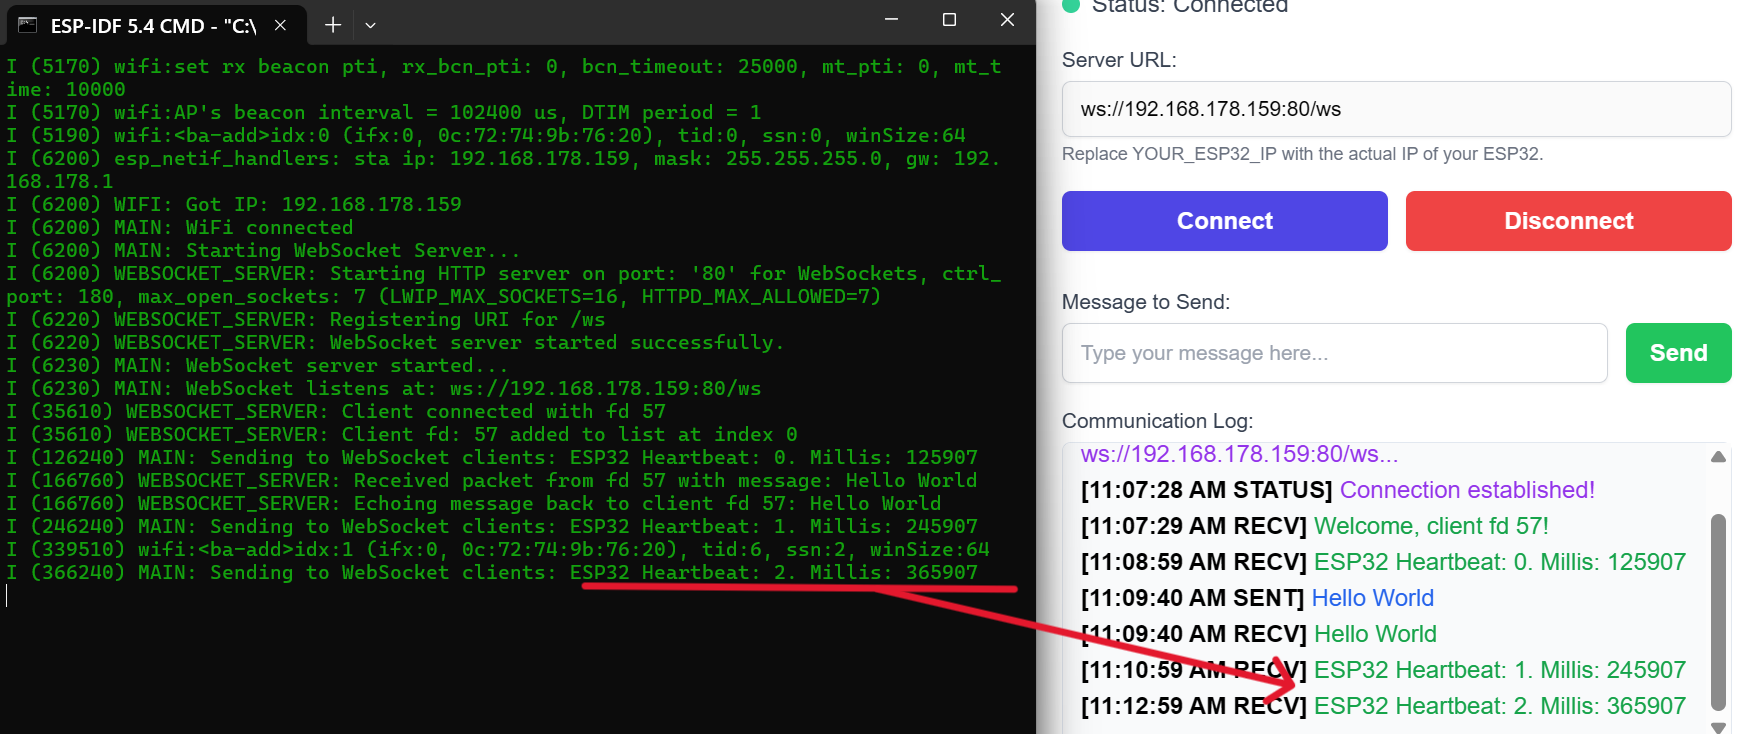 ESP-IDF 5.4 CMD - "C:\
I (5170) wifi:set rx beacon pti, rx_bcn_pti: 0, bcn_timeout: 25000, mt_pti: 0, mt_t
ime: 10000
I (5170) wifi:AP's beacon interval = 102400 us, DTIM period = 1
I (5190) wifi:<ba-add>idx:0 (ifx:0, 0c:72:74:9b:76:20), tid:0, ssn:0, winSize:64
I (6200) esp_netif_handlers: sta ip: 192.168.178.159, mask: 255.255.255.0, gw: 192.
168.178.1
I (6200) WIFI: Got IP: 192.168.178.159
I (6200) MAIN: WiFi connected
I (6200) MAIN: Starting WebSocket Server...
I (6200) WEBSOCKET_SERVER: Starting HTTP server on port: '80' for WebSockets, ctrl_
port: 180, max_open_sockets: 7 (LWIP_MAX_SOCKETS=16, HTTPD_MAX_ALLOWED=7)
I (6220) WEBSOCKET_SERVER: Registering URI for /ws
I (6220) WEBSOCKET_SERVER: WebSocket server started successfully.
I (6230) MAIN: WebSocket server started...
I (6230) MAIN: WebSocket listens at: ws://192.168.178.159:80/ws
I (35610) WEBSOCKET_SERVER: Client connected with fd 57
I (35610) WEBSOCKET_SERVER: Client fd: 57 added to list at index 0
I (126240) MAIN: Sending to WebSocket clients: ESP32 Heartbeat: 0. Millis: 125907
I (166760) WEBSOCKET_SERVER: Received packet from fd 57 with message: Hello World
I (166760) WEBSOCKET_SERVER: Echoing message back to client fd 57: Hello World
I (246240) MAIN: Sending to WebSocket clients: ESP32 Heartbeat: 1. Millis: 245907
I (339510) wifi:<ba-add>idx:1 (ifx:0, 0c:72:74:9b:76:20), tid:6, ssn:2, winSize:64
I (366240) MAIN: Sending to WebSocket clients: ESP32 Heartbeat: 2. Millis: 365907
Status: Connected
Server URL:
ws://192.168.178.159:80/ws
Replace YOUR_ESP32_IP with the actual IP of your ESP32.
Connect
Disconnect
Message to Send:
Type your message here...
Send
Communication Log:
ws://192.168.178.159:80/ws...
[11:07:28 AM STATUS] Connection established!
[11:07:29 AM RECV] Welcome, client fd 57!
[11:08:59 AM RECV] ESP32 Heartbeat: 0. Millis: 125907
[11:09:40 AM SENT] Hello World
[11:09:40 AM RECV] Hello World
[11:10:59 AM RECV] ESP32 Heartbeat: 1. Millis: 245907
[11:12:59 AM RECV] ESP32 Heartbeat: 2. Millis: 365907